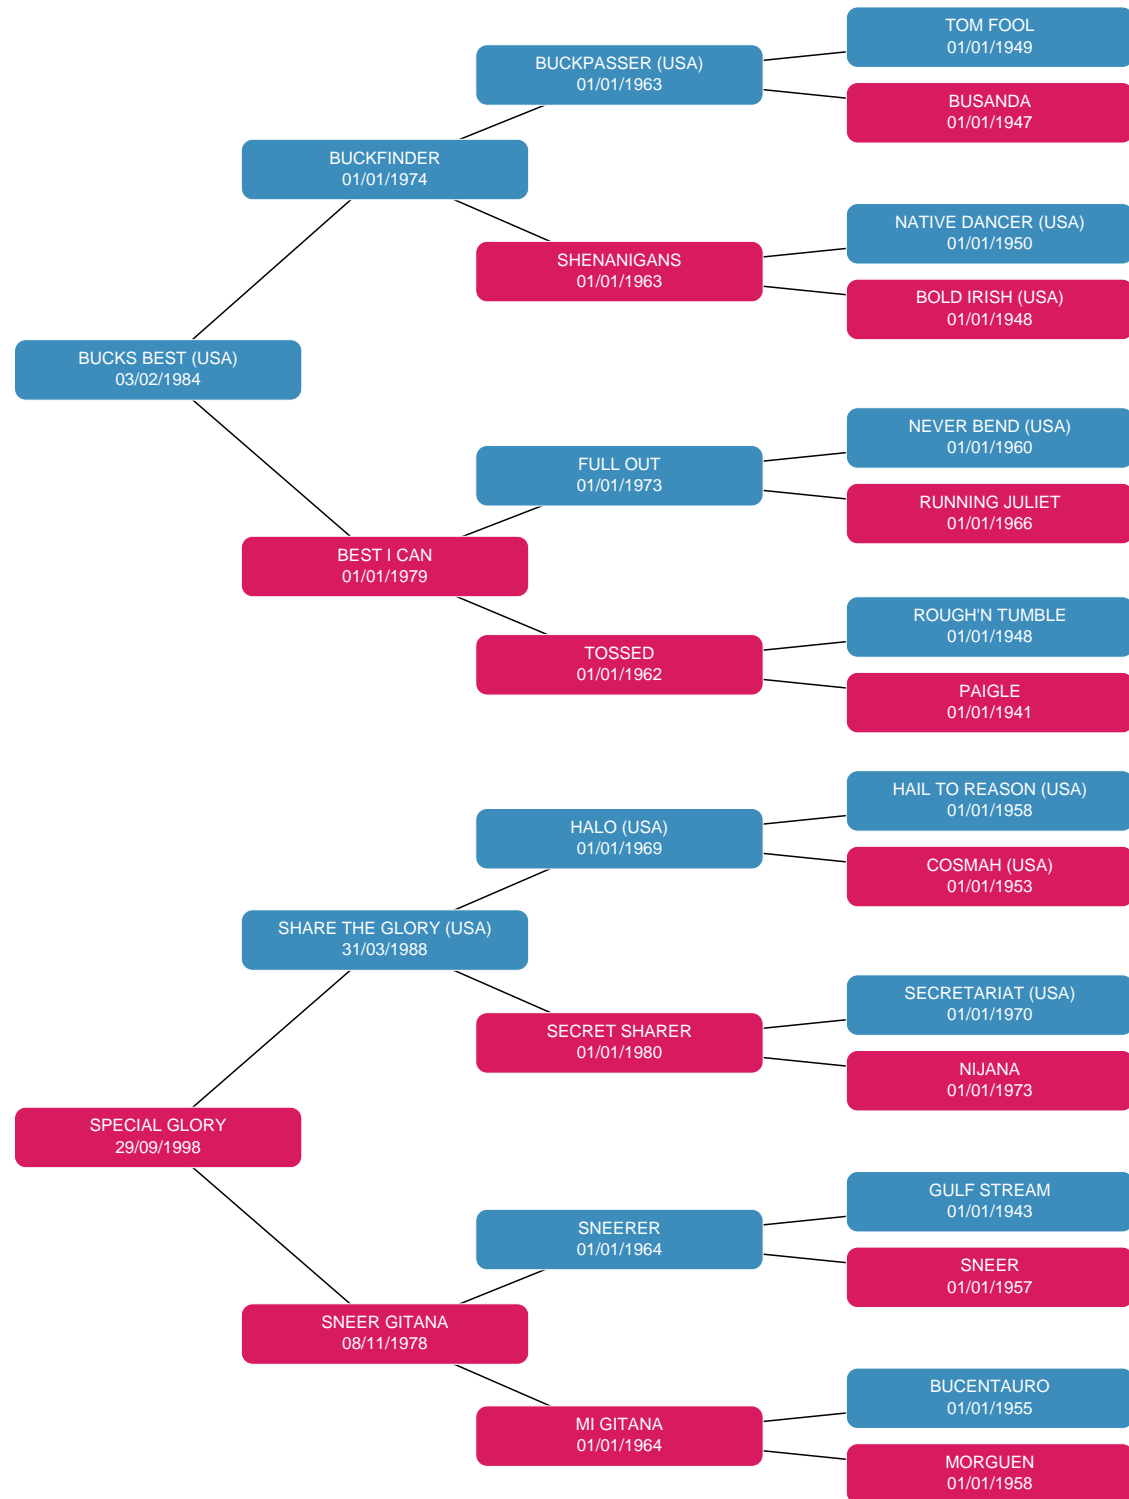 TOM FOOL
01/01/1949
BUCKPASSER (USA)
01/01/1963
BUSANDA
01/01/1947
BUCKFINDER
01/01/1974
NATIVE DANCER (USA)
01/01/1950
SHENANIGANS
01/01/1963
BOLD IRISH (USA)
01/01/1948
BUCKS BEST (USA)
03/02/1984
NEVER BEND (USA)
01/01/1960
FULL OUT
01/01/1973
RUNNING JULIET
01/01/1966
BEST I CAN
01/01/1979
ROUGH'N TUMBLE
01/01/1948
TOSSED
01/01/1962
PAIGLE
01/01/1941
HAIL TO REASON (USA)
01/01/1958
HALO (USA)
01/01/1969
COSMAH (USA)
01/01/1953
SHARE THE GLORY (USA)
31/03/1988
SECRETARIAT (USA)
01/01/1970
SECRET SHARER
01/01/1980
NIJANA
01/01/1973
SPECIAL GLORY
29/09/1998
GULF STREAM
01/01/1943
SNEERER
01/01/1964
SNEER
01/01/1957
SNEER GITANA
08/11/1978
BUCENTAURO
01/01/1955
MI GITANA
01/01/1964
MORGUEN
01/01/1958